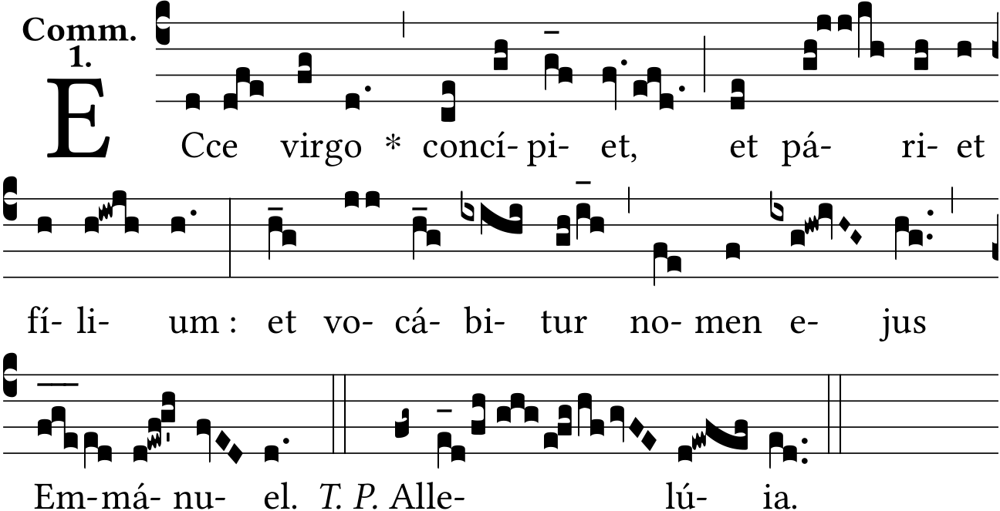 Comm.
1.
ECce virgo * concí- pi- et, et pá- ri- et
fí- li- um : et vo- cá- bi- tur no- men e- jus
Em- má- nu- el. T. P. Alle- lú- ia.